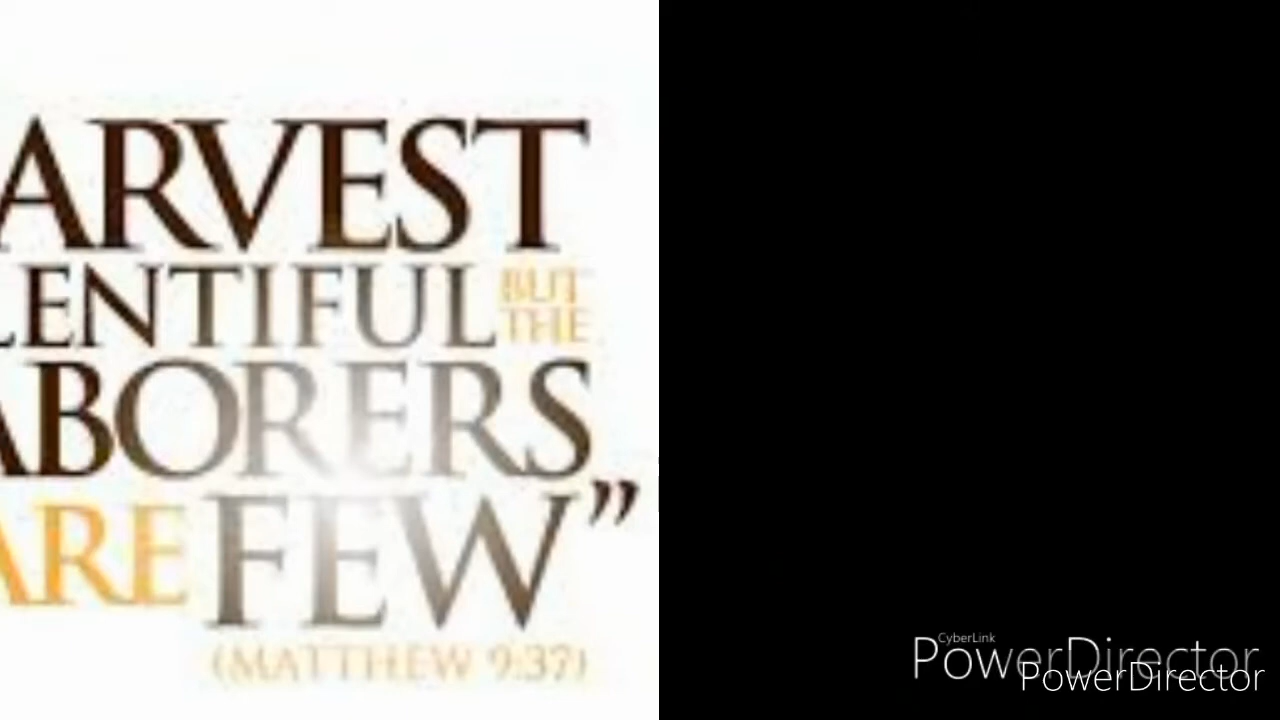 ARVEST
LENTIFUL BUT THE
ABORERS
ARE FEW”
(MATTHEW 9:37)
CyberLink
PowerDirector
PowerDirector